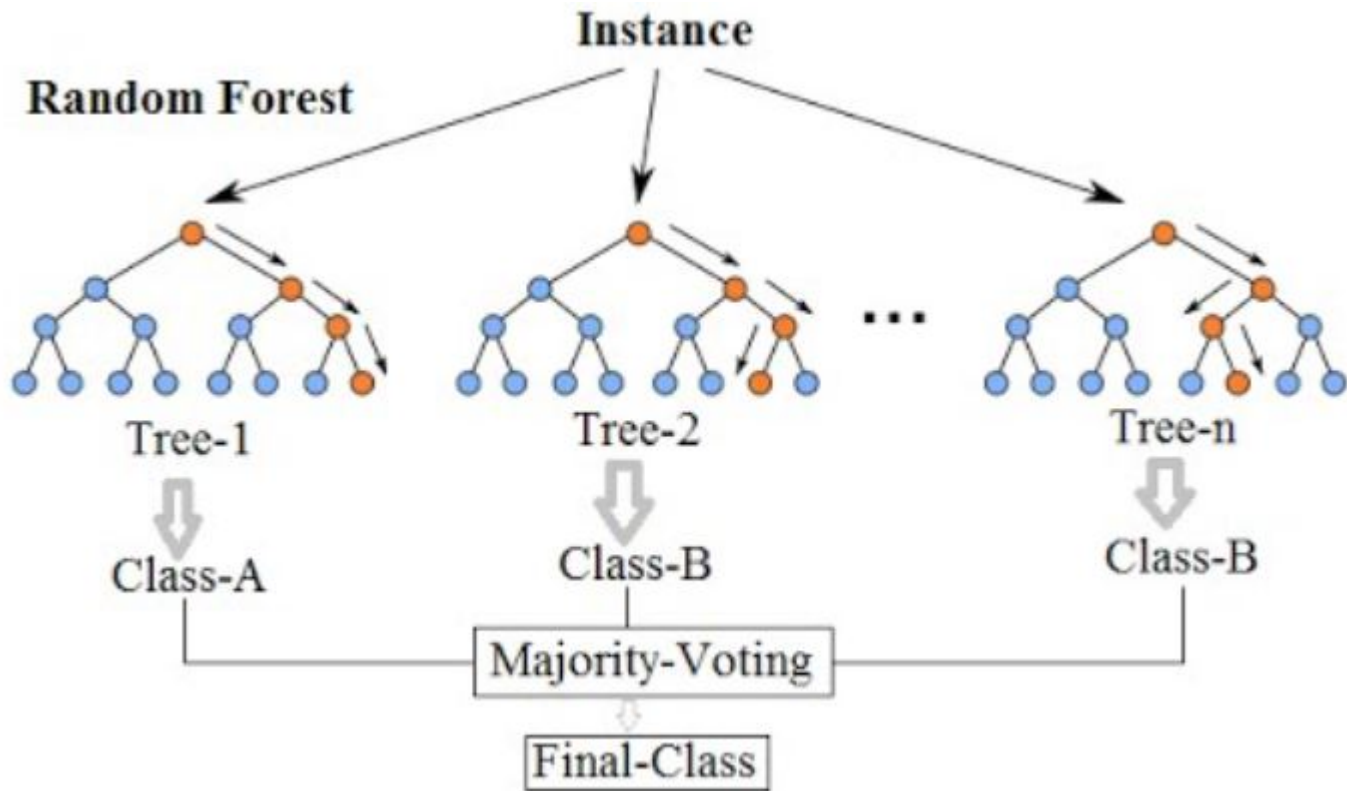 Instance
Random Forest
...
Tree-1
Tree-2
Tree-n
Class-A
Class-B
Class-B
Majority-Voting
Final-Class